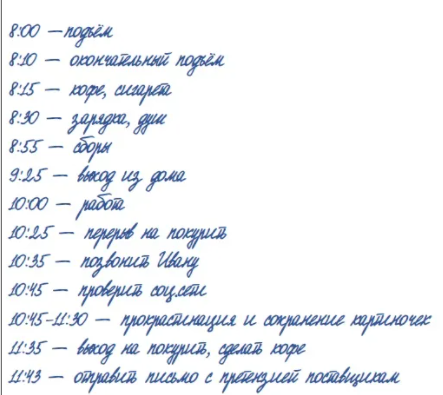 8:00 — подъём
8:10 — окончательный подъём
8:15 — кофе, сигарета
8:30 — зарядка, душ
8:55 — сборы
9:25 — выход из дома
10:00 — работа
10:25 — перерыв на покурить
10:35 — позвонить Ивану
10:45 — проверить соц.сети
10:45-11:30 — прокрастинация и сохранение картиночек
11:35 — выход на покурить, сделать кофе
11:43 — отправить письмо с претензией поставщикам